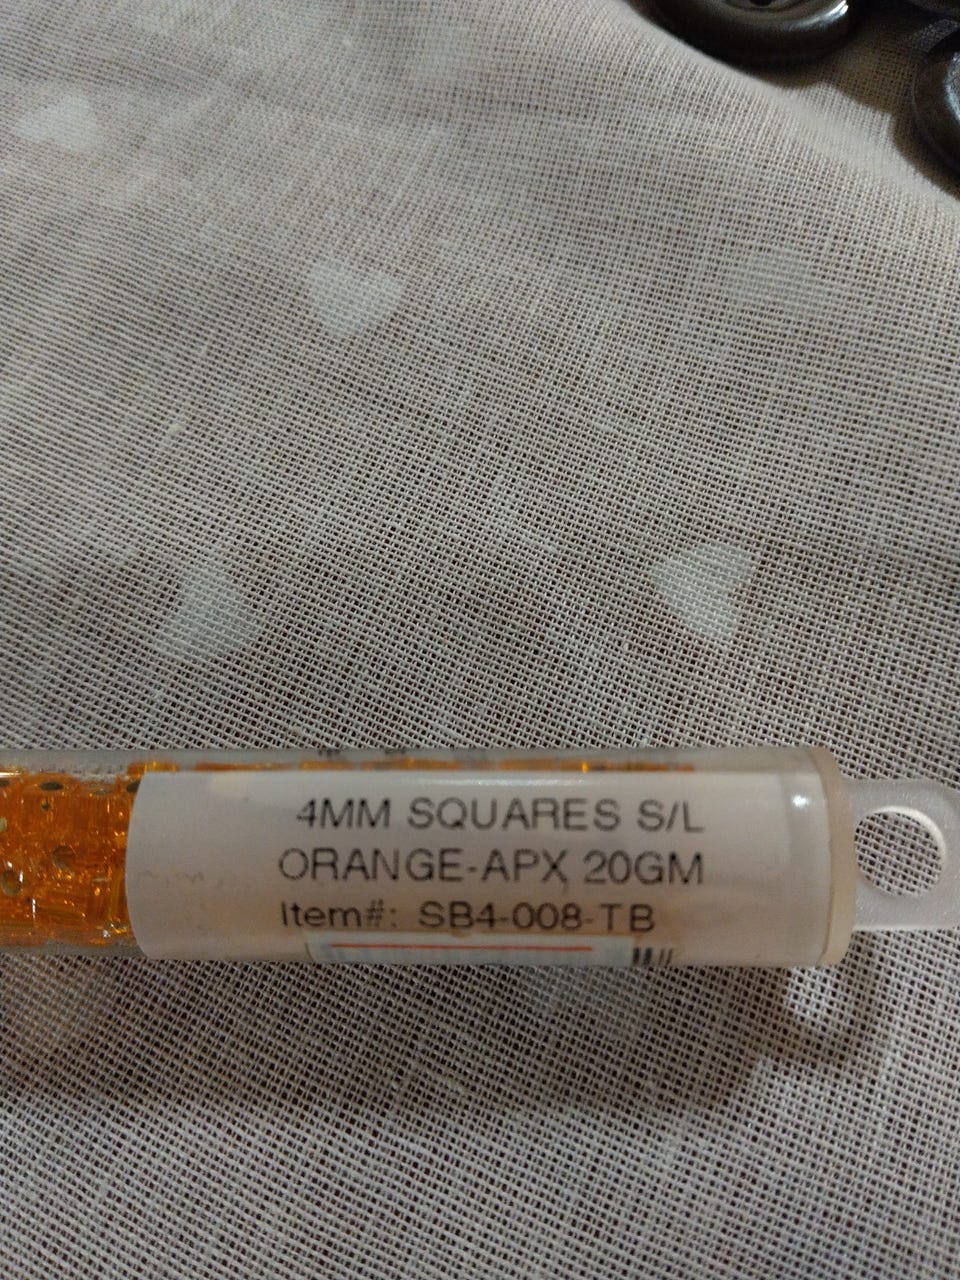 4MM SQUARES S/L
ORANGE-APX 20GM
Item#: SB4-008-TB